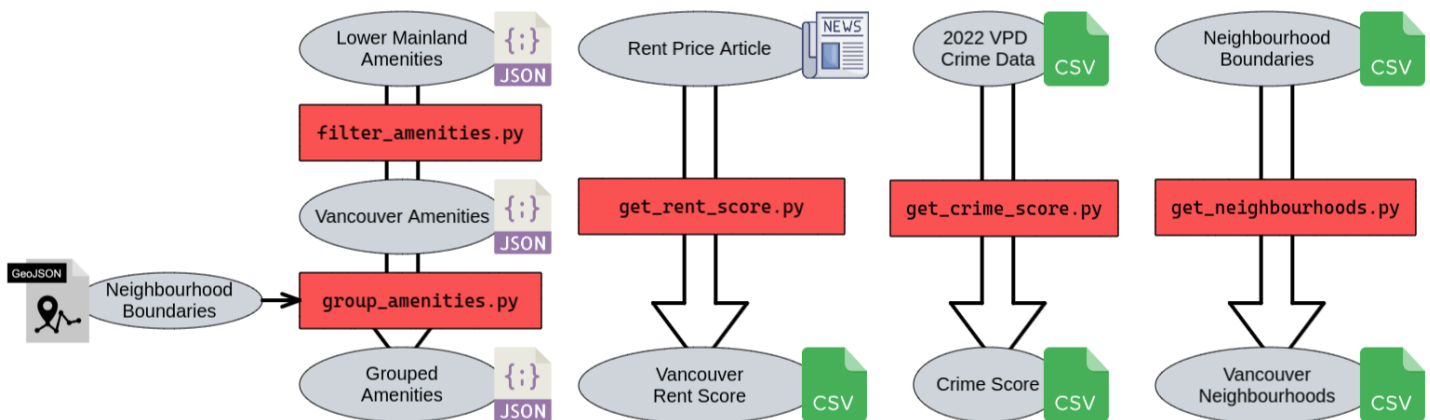 Lower Mainland
Amenities
{;}
JSON
filter_amenities.py
Vancouver Amenities
{;}
JSON
GeoJSON
Neighbourhood
Boundaries
group_amenities.py
Grouped
Amenities
{;}
JSON
Rent Price Article
NEWS
get_rent_score.py
Vancouver
Rent Score
CSV
2022 VPD
Crime Data
CSV
get_crime_score.py
Crime Score
CSV
Neighbourhood
Boundaries
CSV
get_neighbourhoods.py
Vancouver
Neighbourhoods
CSV